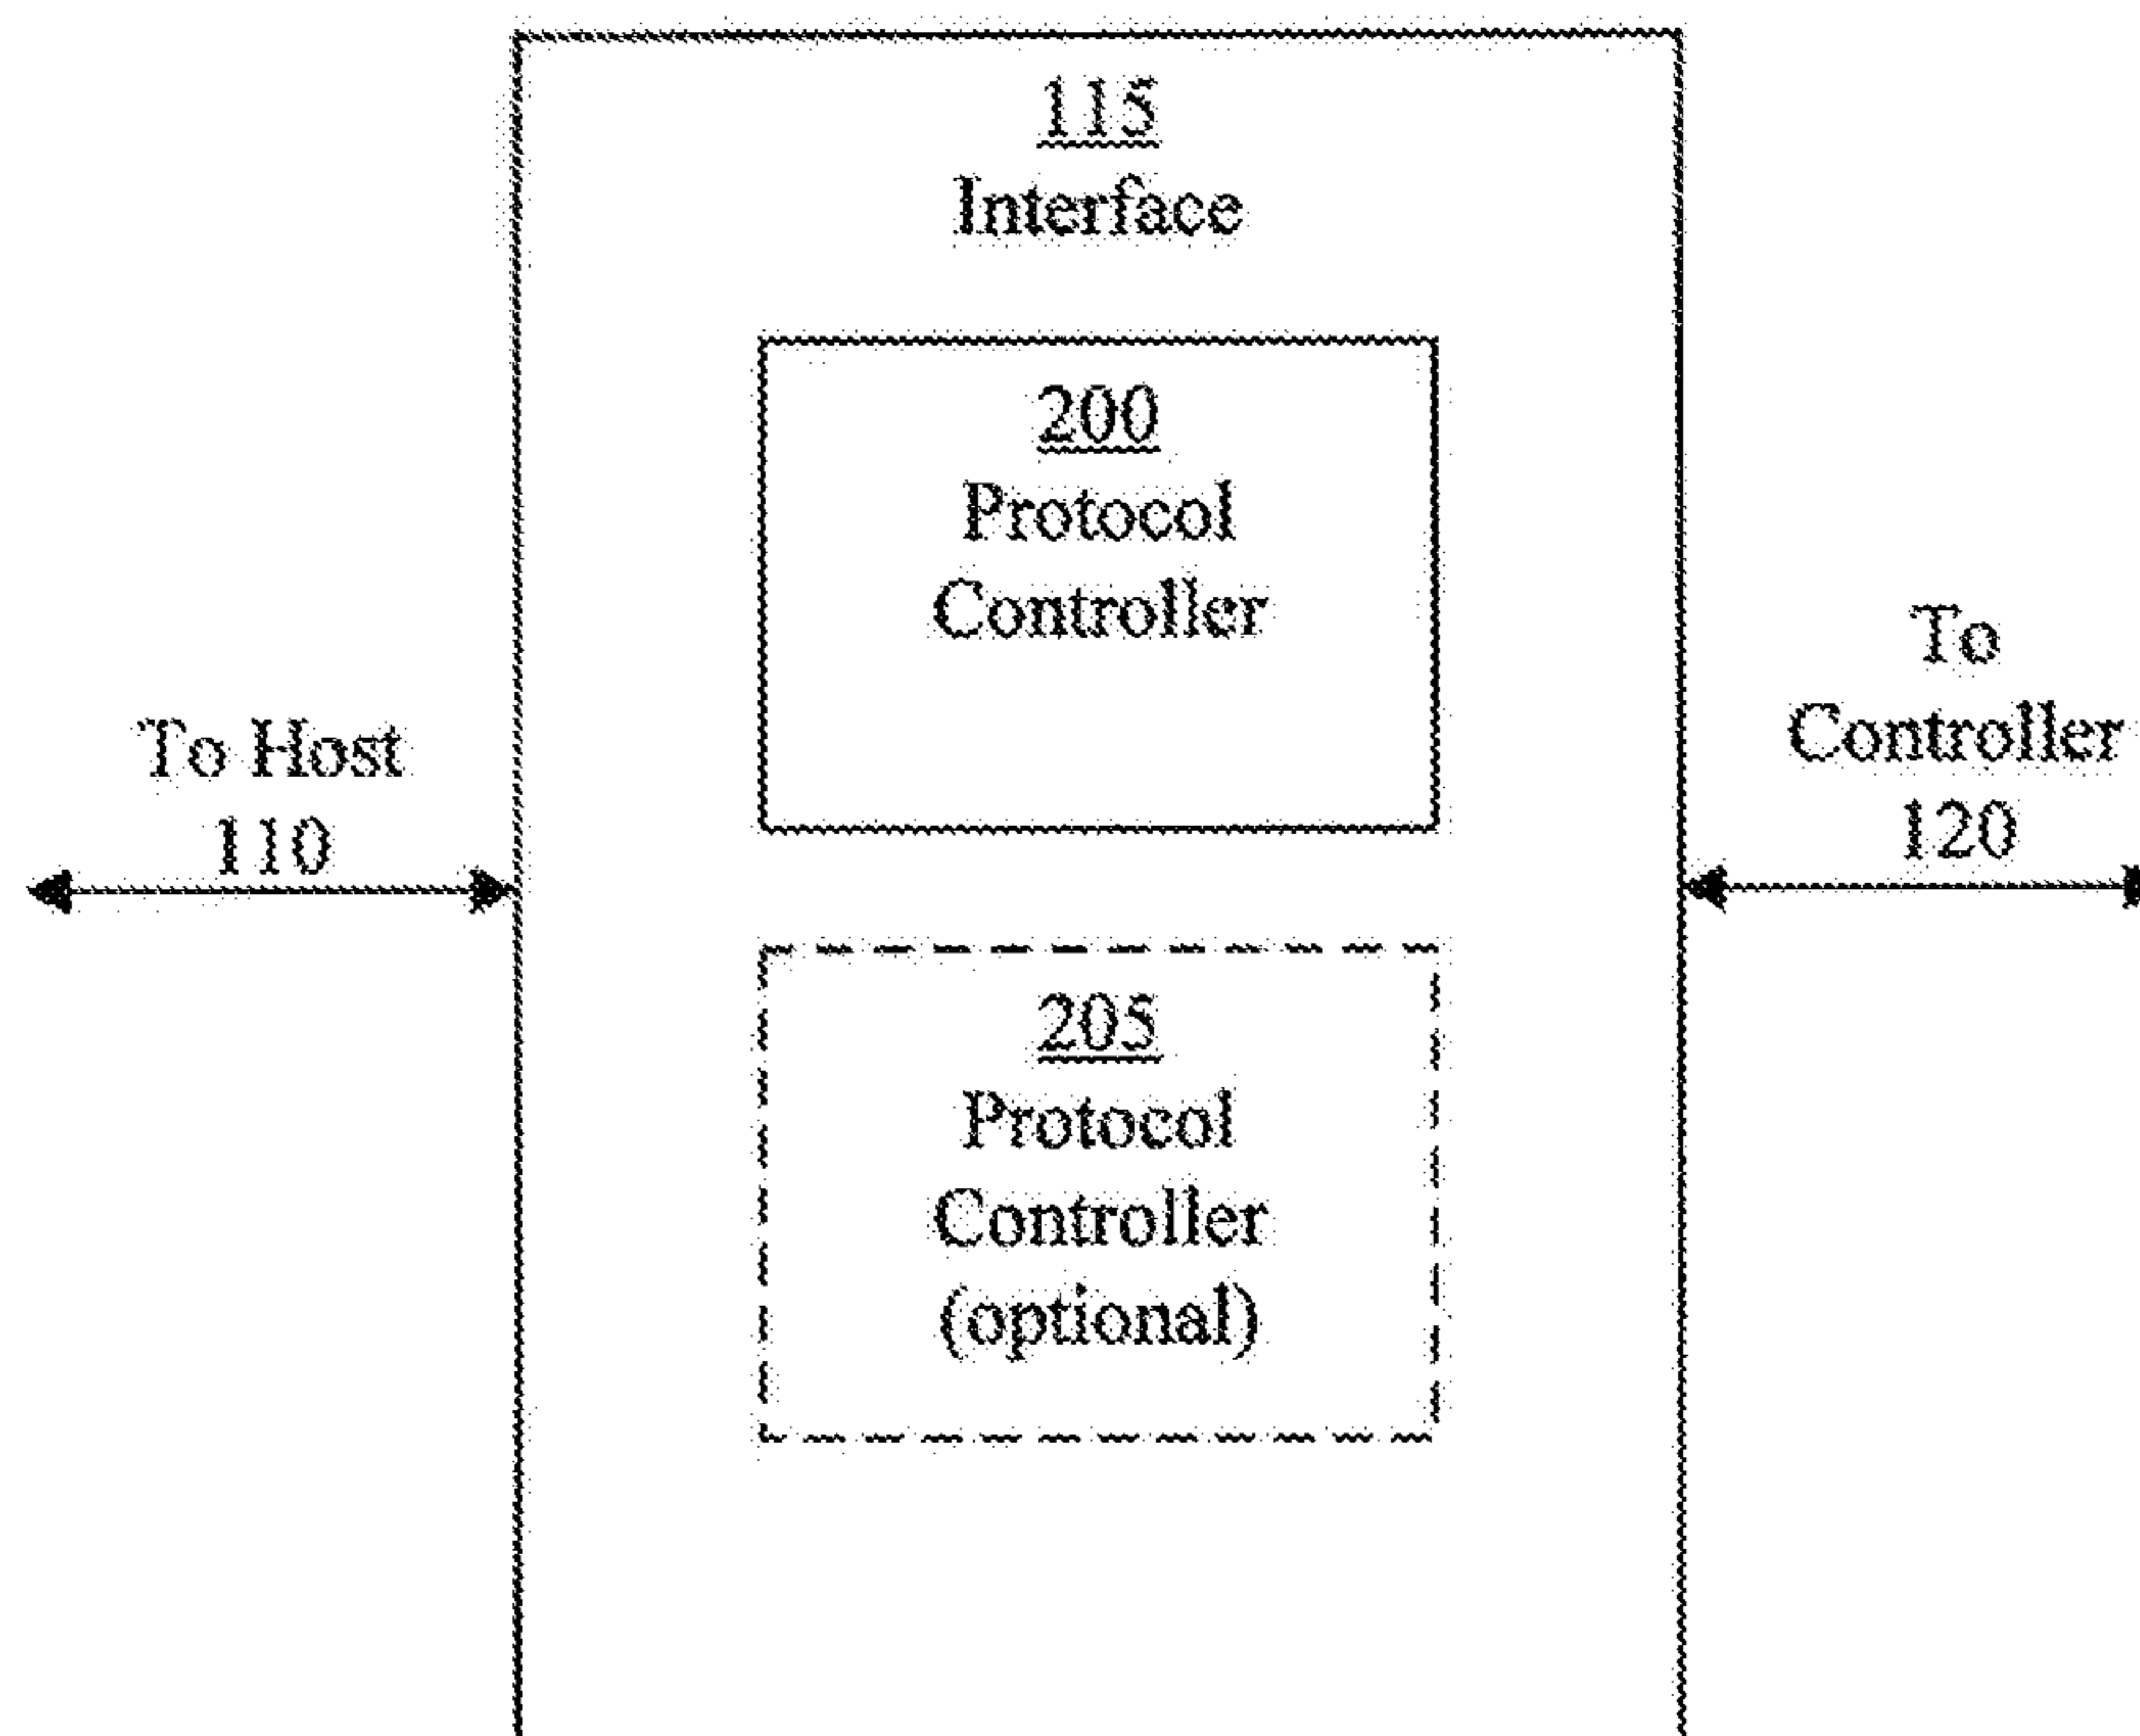 115
Interface
200
Protocol
Controller
To Host
110
To
Controller
120
205
Protocol
Controller
(optional)